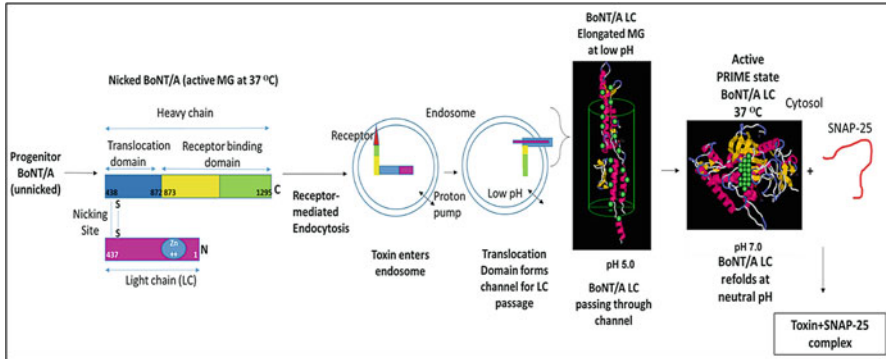 Nicked BoNT/A (active MG at 37 ⁰C)
Heavy chain
Translocation domain
Receptor binding domain
Progenitor
BoNT/A
(unnicked)
438
872
873
1295
C
S
S
Nicking
Site
Zn
++
N
437
1
Light chain (LC)
Receptor-
mediated
Endocytosis
Receptor
Endosome
Proton
pump
Toxin enters
endosome
Low pH
Translocation
Domain forms
channel for LC
passage
BoNT/A LC
Elongated MG
at low pH
pH 5.0
BoNT/A LC
passing through
channel
Active
PRIME state
BoNT/A LC
37 ⁰C
pH 7.0
BoNT/A LC
refolds at
neutral pH
Cytosol
+
SNAP-25
Toxin+SNAP-25
complex